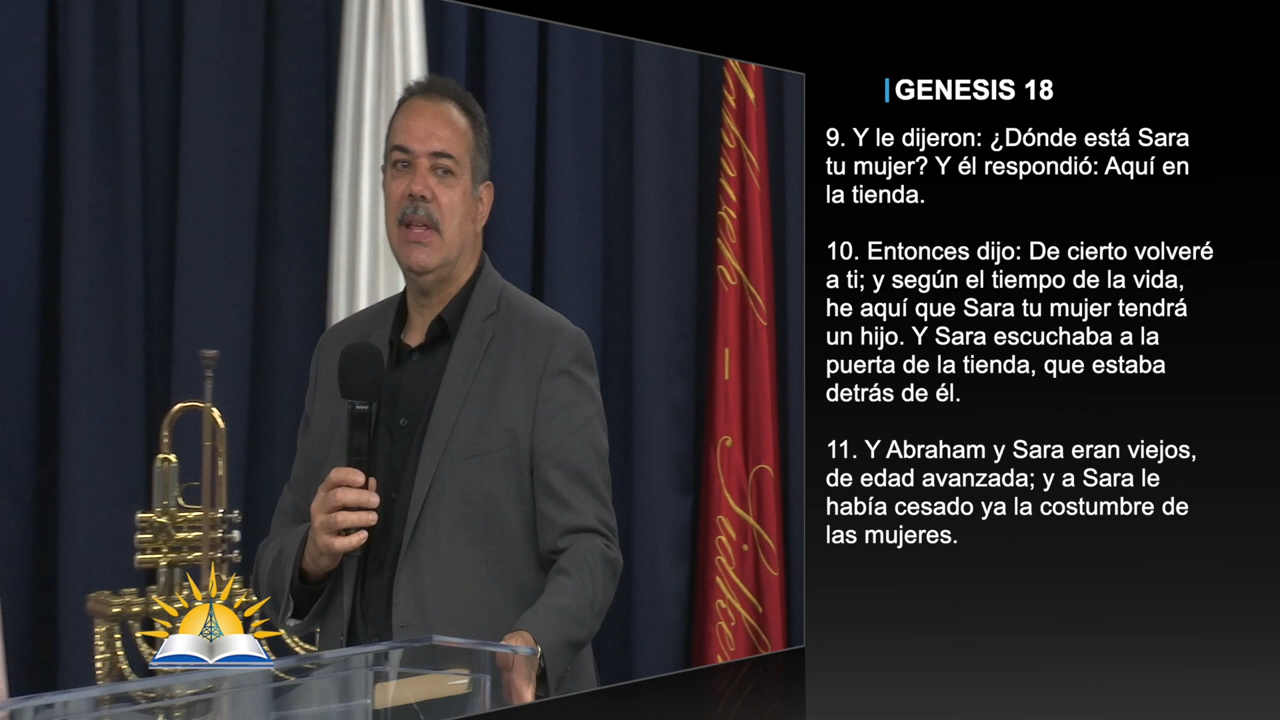 GENESIS 18
9. Y le dijeron: ¿Dónde está Sara
tu mujer? Y él respondió: Aquí en
la tienda.
10. Entonces dijo: De cierto volveré
a ti; y según el tiempo de la vida,
he aquí que Sara tu mujer tendrá
un hijo. Y Sara escuchaba a la
puerta de la tienda, que estaba
detrás de él.
11. Y Abraham y Sara eran viejos,
de edad avanzada; y a Sara le
había cesado ya la costumbre de
las mujeres.